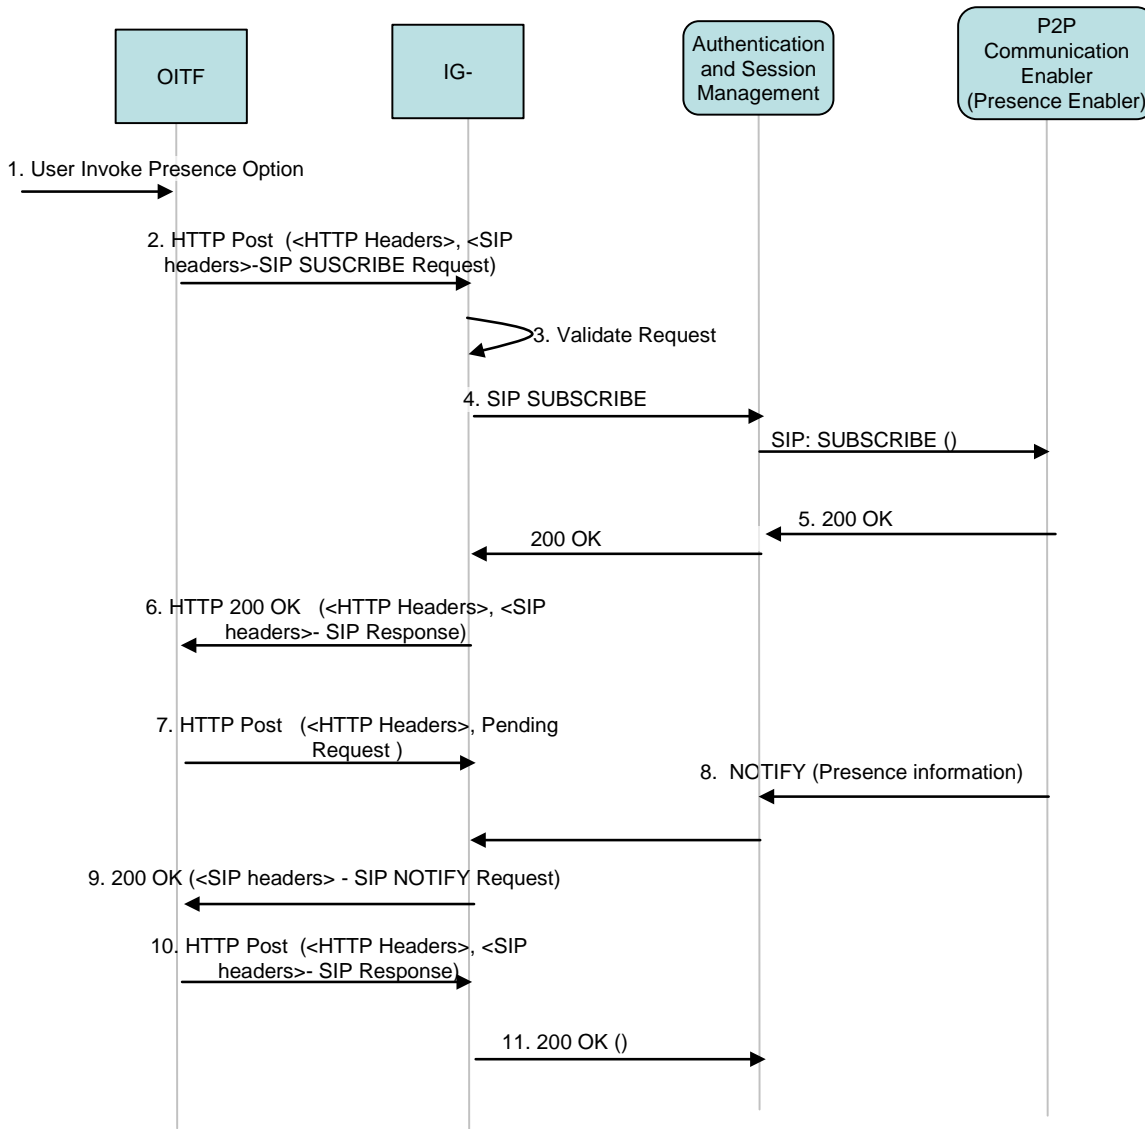 OITF
IG-
Authentication
and Session
Management
P2P
Communication
Enabler
(Presence Enabler)
1. User Invoke Presence Option
2. HTTP Post (<HTTP Headers>, <SIP
headers>-SIP SUSCRIBE Request)
3. Validate Request
4. SIP SUBSCRIBE
SIP: SUBSCRIBE ()
5. 200 OK
200 OK
6. HTTP 200 OK (<HTTP Headers>, <SIP
headers>- SIP Response)
7. HTTP Post (<HTTP Headers>, Pending
Request )
8. NOTIFY (Presence information)
9. 200 OK (<SIP headers> - SIP NOTIFY Request)
10. HTTP Post (<HTTP Headers>, <SIP
headers>- SIP Response)
11. 200 OK ()